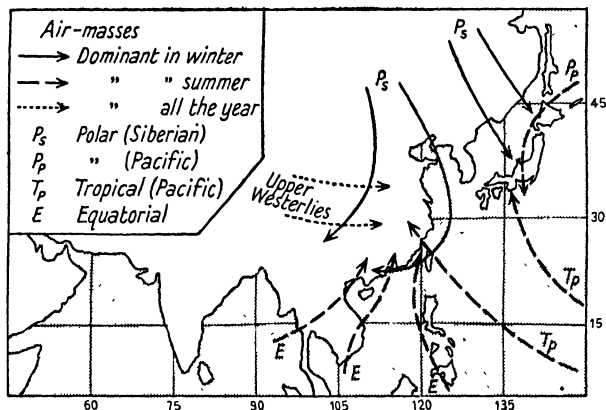 Air-masses
Dominant in winter
" " summer
" all the year
Ps Polar (Siberian)
Pp " (Pacific)
Tp Tropical (Pacific)
E Equatorial
Ps
Ps
Pp
45
Upper
Westerlies
30
Tp
15
Tp
E
E
E
60 75 90 105 120 135